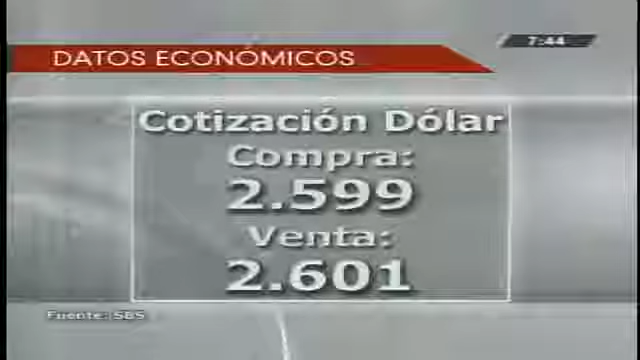 7:44
DATOS ECONÓMICOS
Cotización Dólar
Compra:
2.599
Venta:
2.601
Fuente: SBS